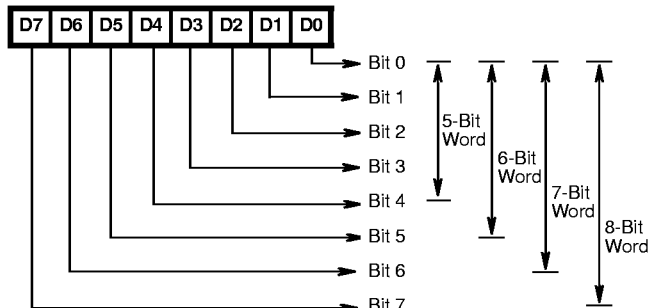 D7 D6 D5 D4 D3 D2 D1 D0
Bit 0
Bit 1
Bit 2
Bit 3
Bit 4
Bit 5
Bit 6
Bit 7
5-Bit
Word
6-Bit
Word
7-Bit
Word
8-Bit
Word